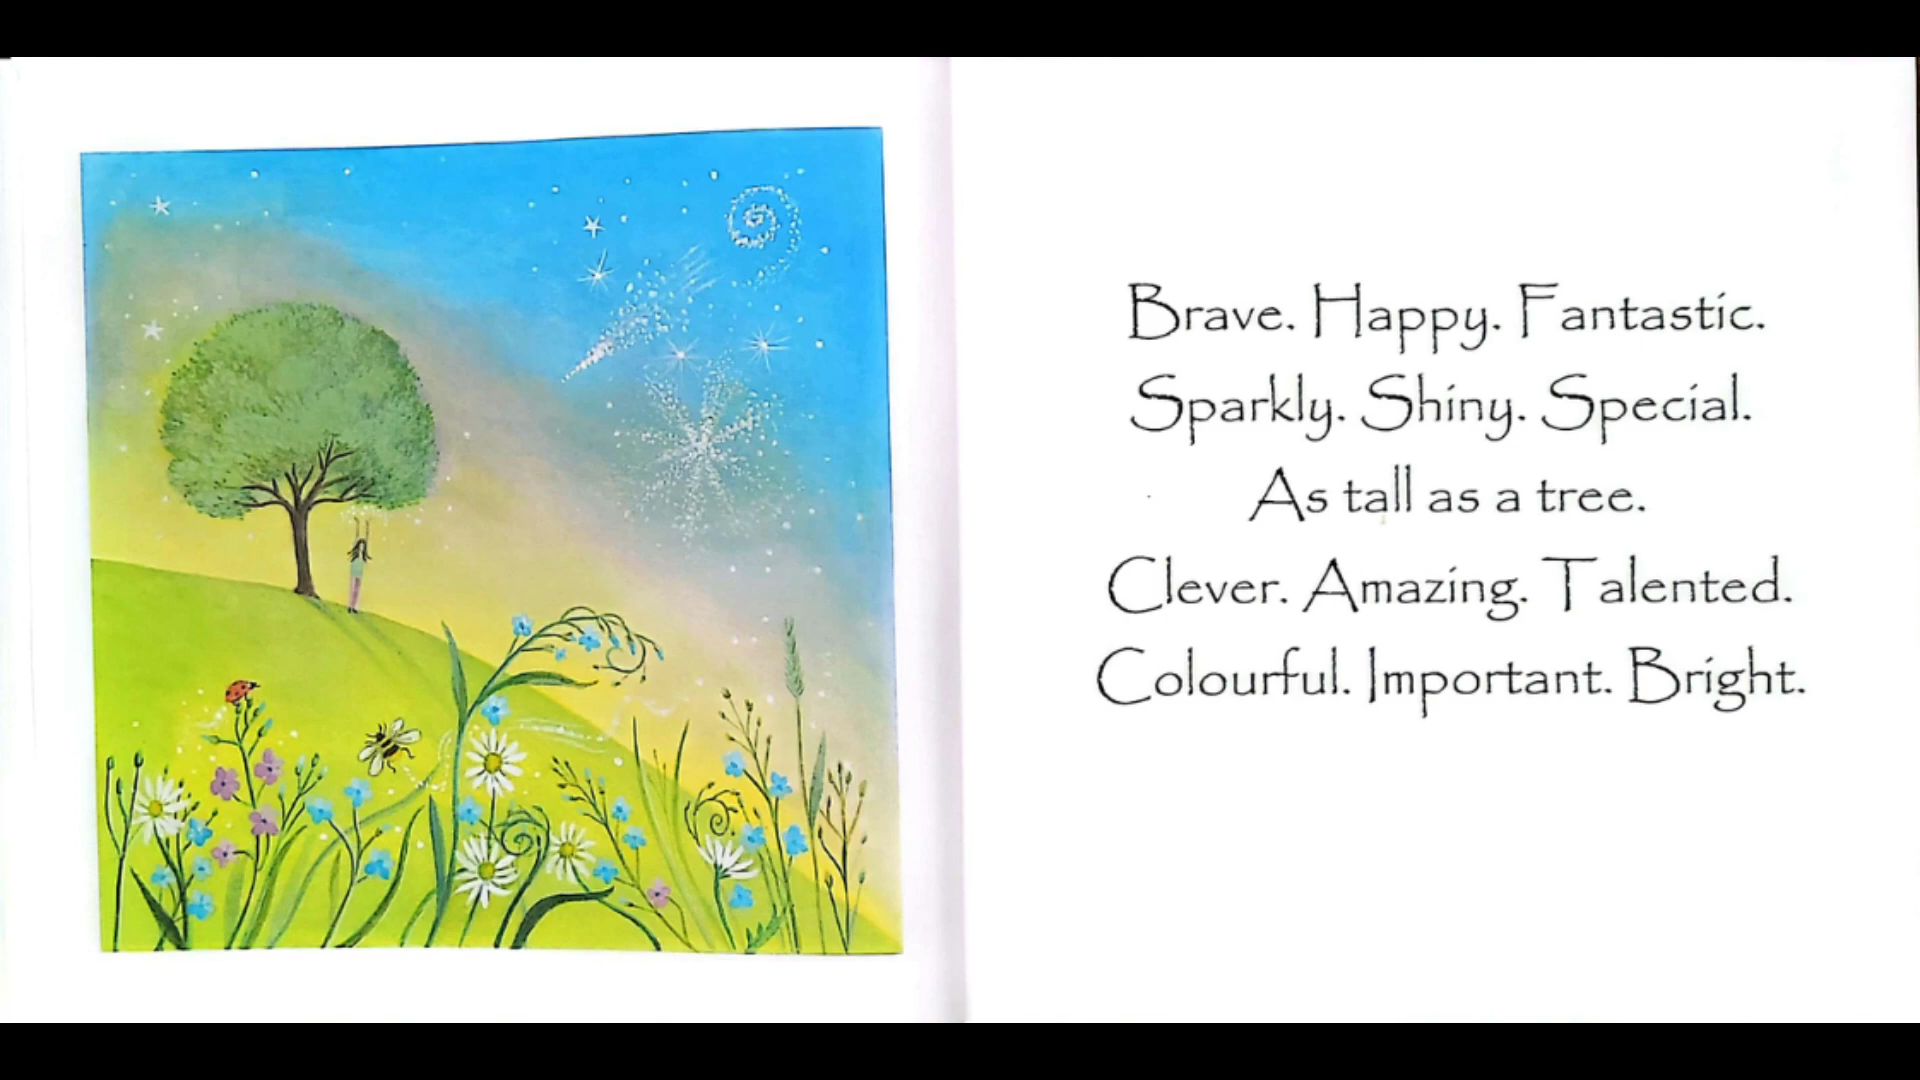 Brave. Happy. Fantastic.
Sparkly. Shiny. Special.
As tall as a tree.
Clever. Amazing. Talented.
Colourful. Important. Bright.